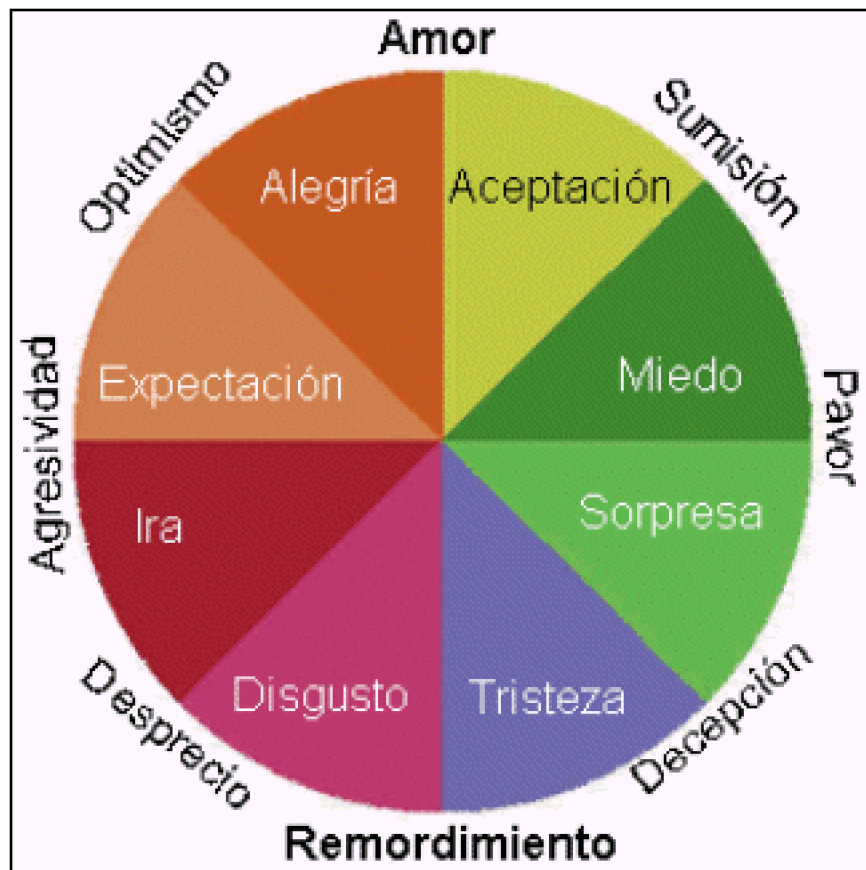 Amor
Optimismo
Sumisión
Alegría
Aceptación
Expectación
Miedo
Agresividad
Pavor
Ira
Sorpresa
Disgusto
Tristeza
Desprecio
Decepción
Remordimiento